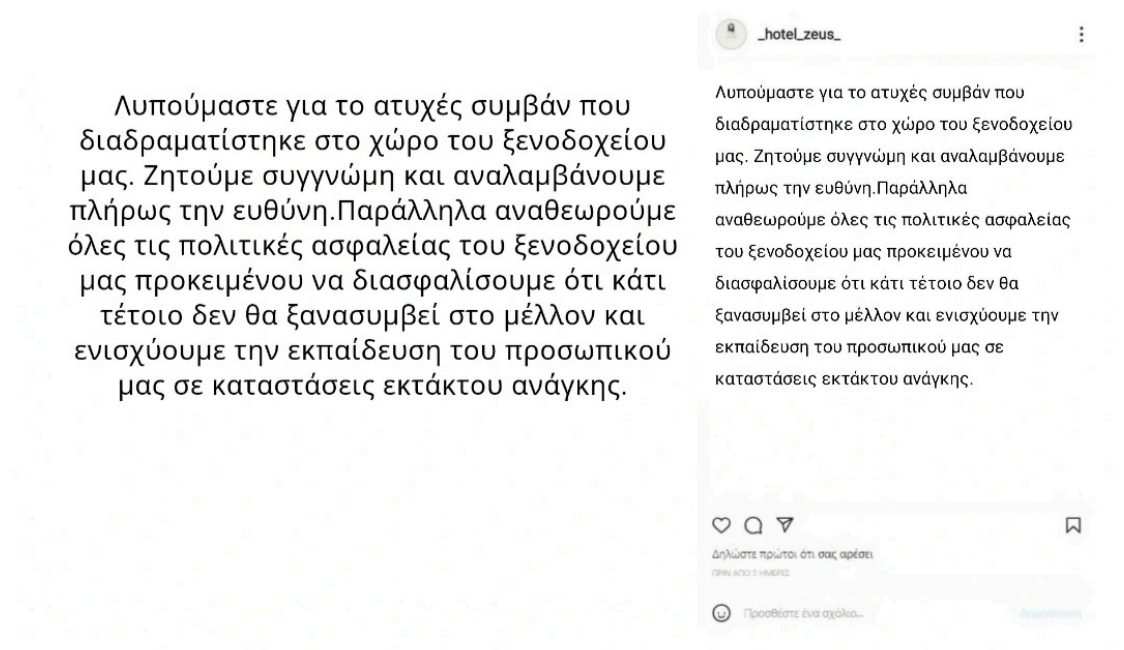 Λυπούμαστε για το ατυχές συμβάν που
διαδραματίστηκε στο χώρο του ξενοδοχείου
μας. Ζητούμε συγγνώμη και αναλαμβάνουμε
πλήρως την ευθύνη.Παράλληλα αναθεωρούμε
όλες τις πολιτικές ασφαλείας του ξενοδοχείου
μας προκειμένου να διασφαλίσουμε ότι κάτι
τέτοιο δεν θα ξανασυμβεί στο μέλλον και
ενισχύουμε την εκπαίδευση του προσωπικού
μας σε καταστάσεις εκτάκτου ανάγκης.
_hotel_zeus_
Λυπούμαστε για το ατυχές συμβάν που
διαδραματίστηκε στο χώρο του ξενοδοχείου
μας. Ζητούμε συγγνώμη και αναλαμβάνουμε
πλήρως την ευθύνη.Παράλληλα
αναθεωρούμε όλες τις πολιτικές ασφαλείας
του ξενοδοχείου μας προκειμένου να
διασφαλίσουμε ότι κάτι τέτοιο δεν θα
ξανασυμβεί στο μέλλον και ενισχύουμε την
εκπαίδευση του προσωπικού μας σε
καταστάσεις εκτάκτου ανάγκης.
Δηλώστε πρώτοι ότι σας αρέσει
ΠΡΙΝ ΑΠΟ 5 ΗΜΕΡΕΣ
Προσθέστε ένα σχόλιο...
Δημοσίευση